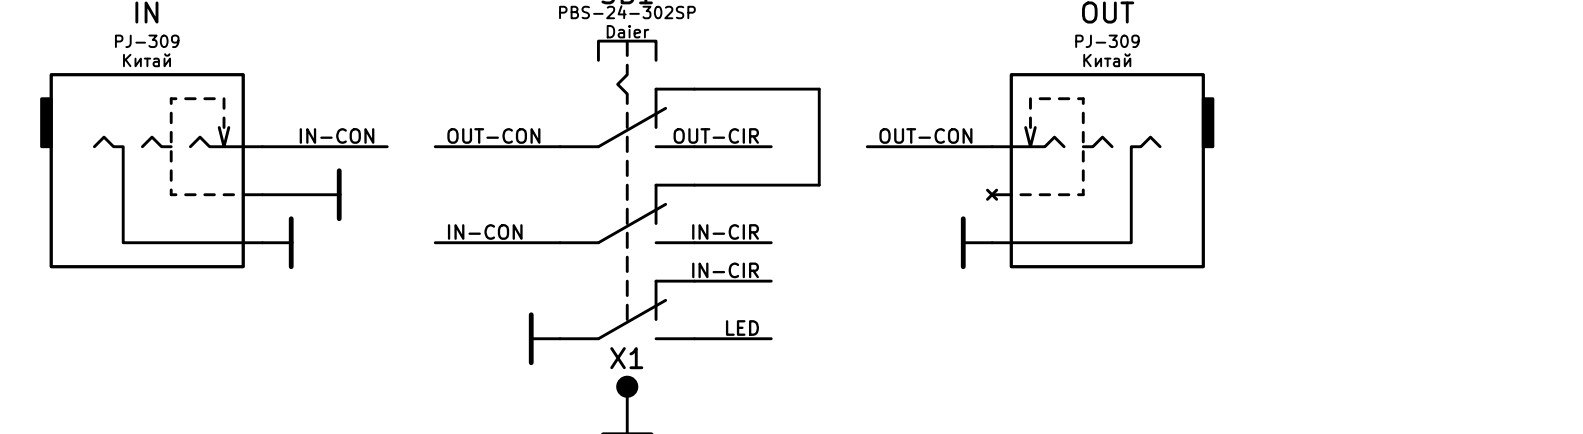 IN
PJ-309
Китай
PBS-24-302SP
Daier
OUT
PJ-309
Китай
IN-CON
OUT-CON
OUT-CIR
OUT-CON
IN-CON
IN-CIR
IN-CIR
LED
X1